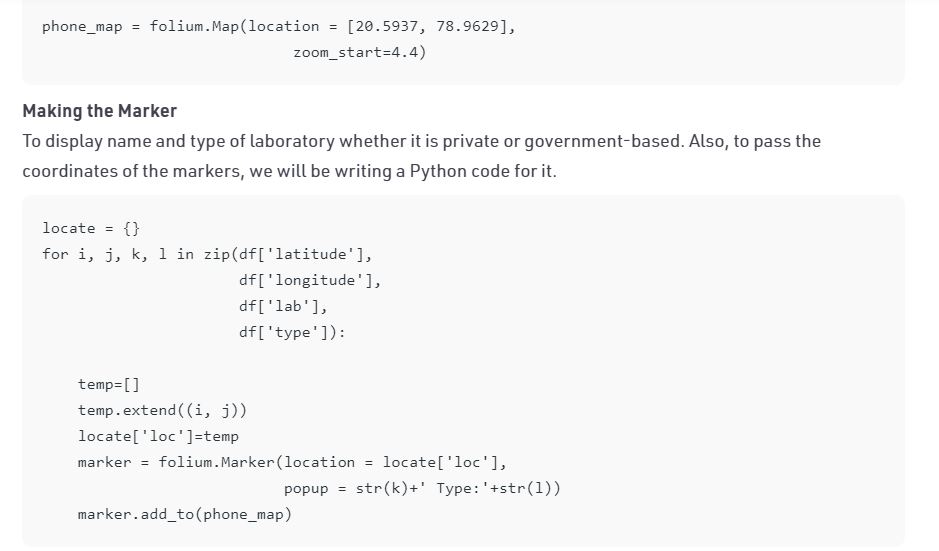 phone_map = folium.Map(location = [20.5937, 78.9629],
                            zoom_start=4.4)
Making the Marker
To display name and type of laboratory whether it is private or government-based. Also, to pass the
coordinates of the markers, we will be writing a Python code for it.
locate = {}
for i, j, k, l in zip(df['latitude'],
                      df['longitude'],
                      df['lab'],
                      df['type']):
    temp=[]
    temp.extend((i, j))
    locate['loc']=temp
    marker = folium.Marker(location = locate['loc'],
                           popup = str(k)+' Type:'+str(l))
    marker.add_to(phone_map)